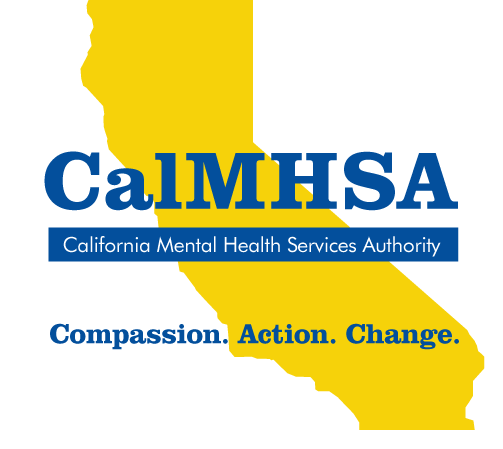 CalMHSA
California Mental Health Services Authority
Compassion. Action. Change.